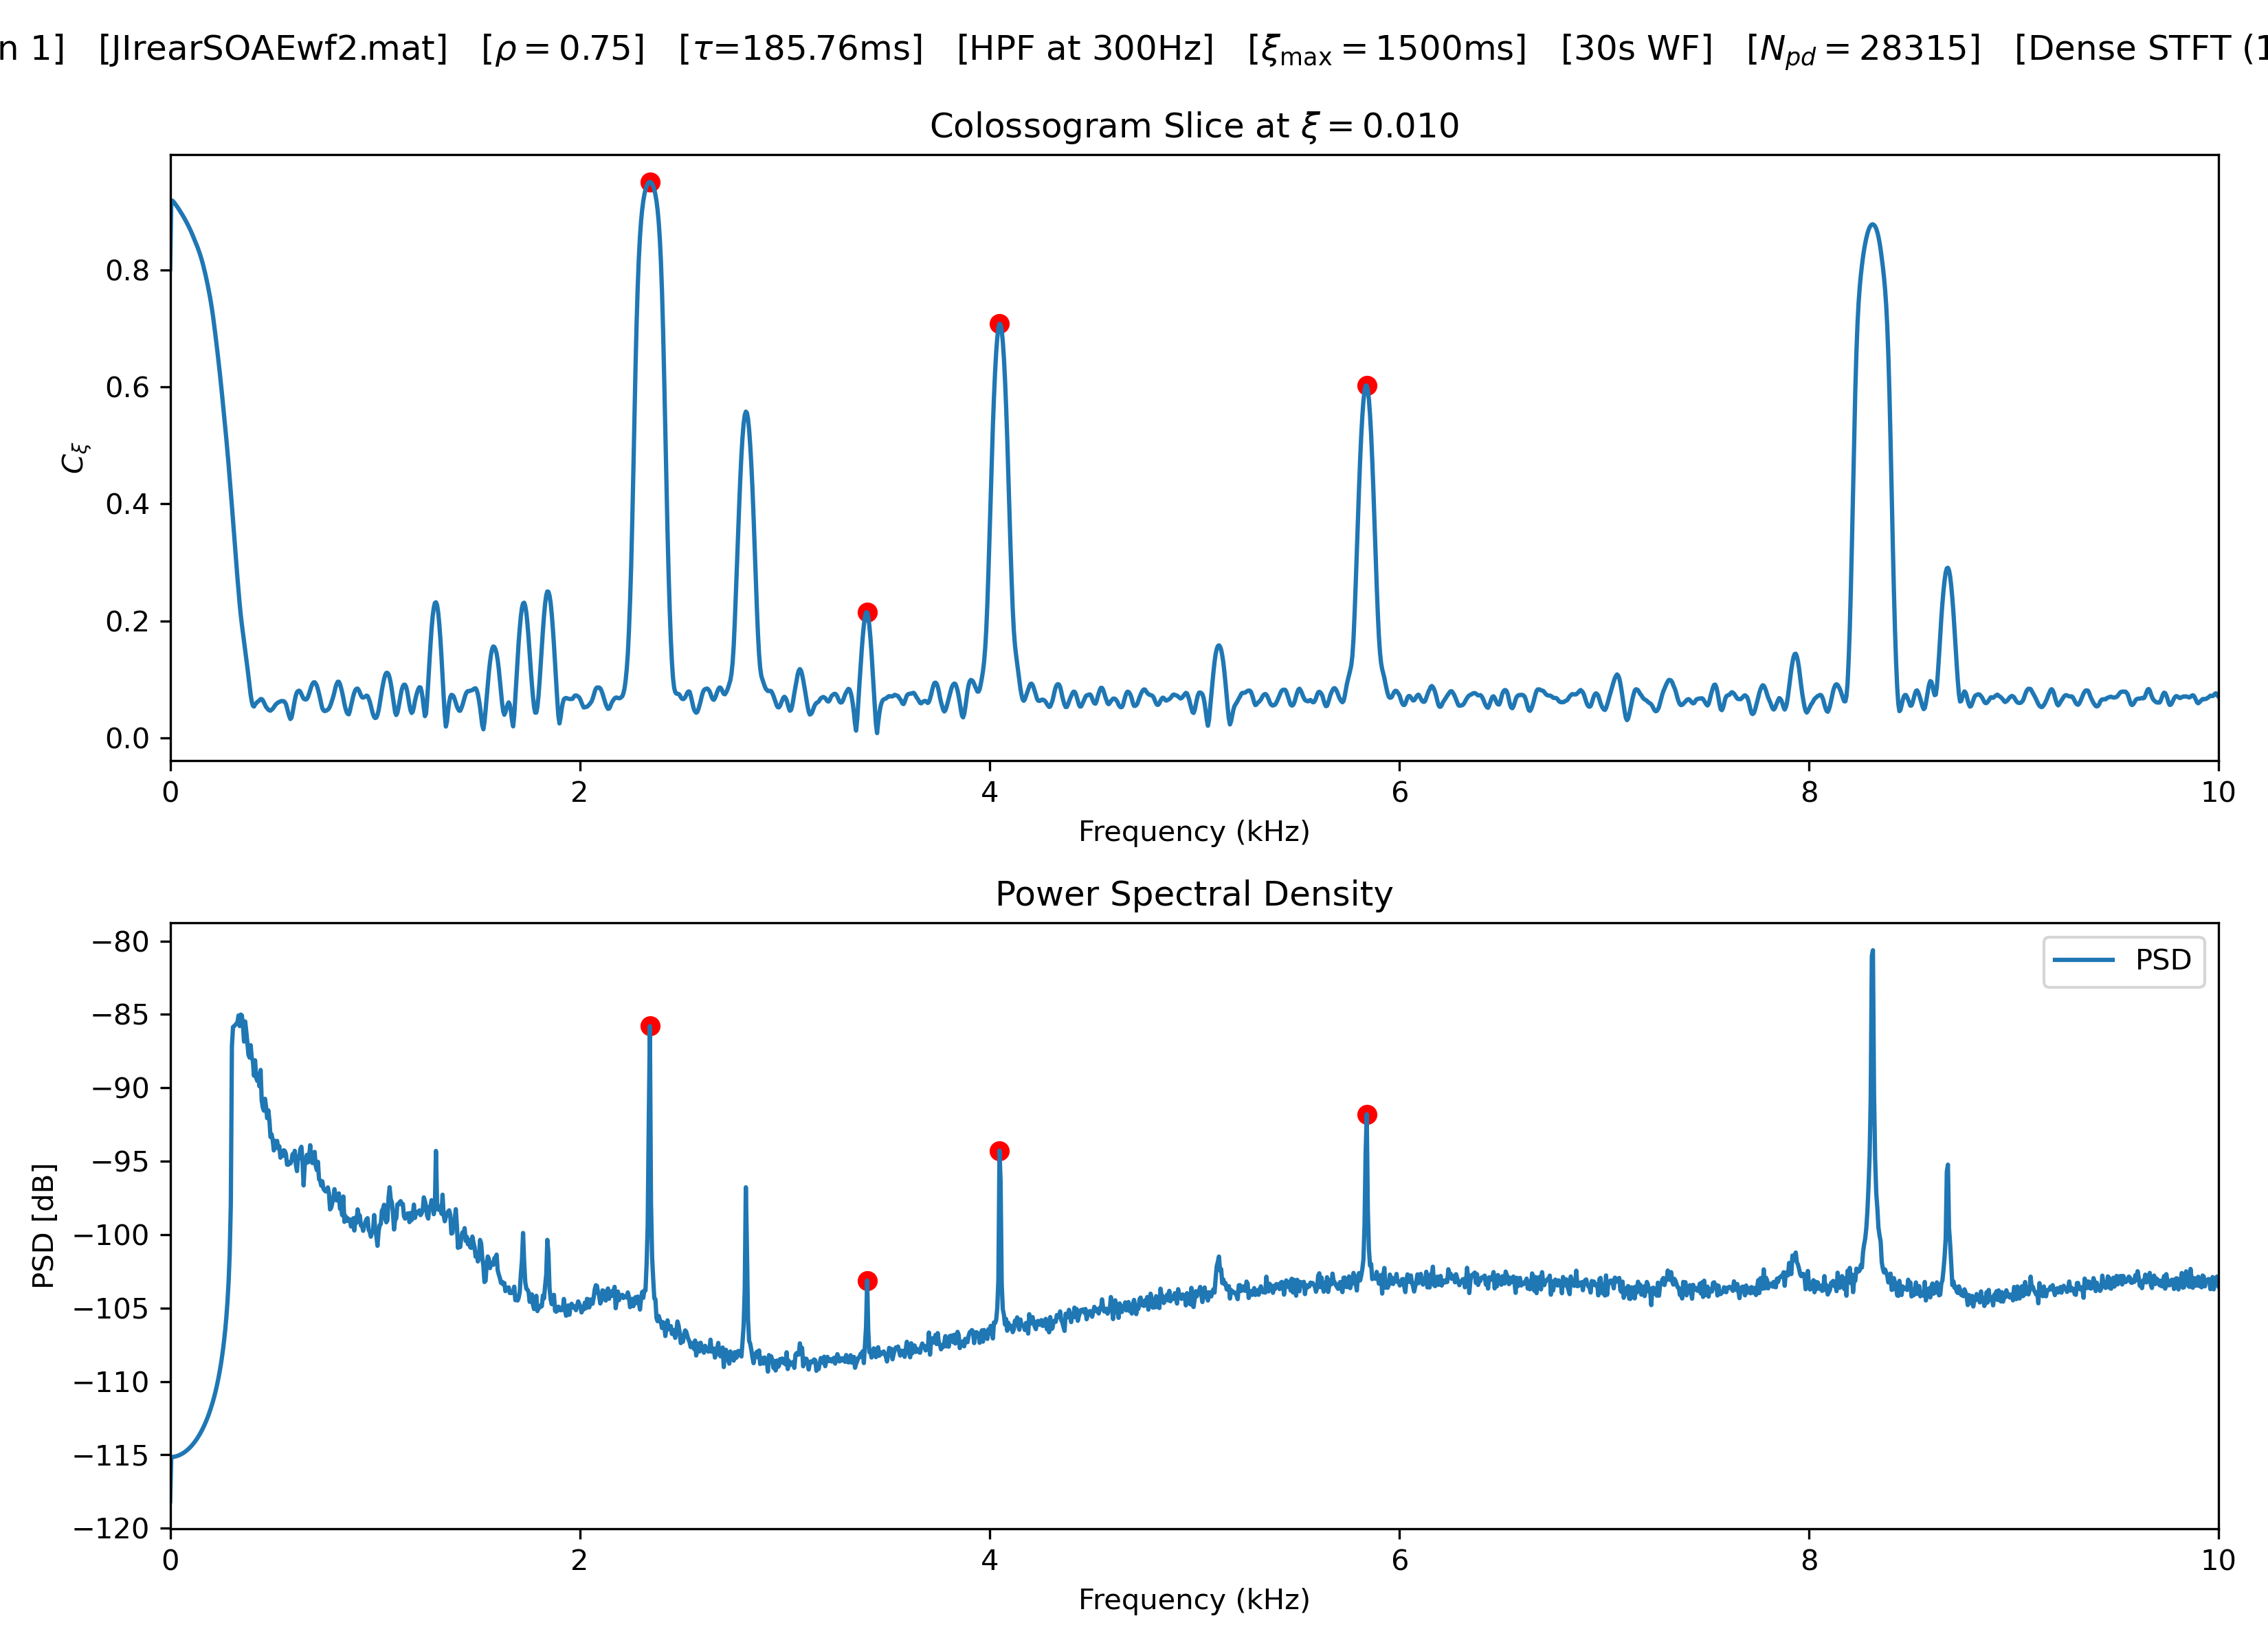 n 1] [JIrearSOAEwf2.mat] [ρ = 0.75] [τ=185.76ms] [HPF at 300Hz] [ξmax = 1500ms] [30s WF] [Npd = 28315] [Dense STFT (1
Colossogram Slice at ξ = 0.010
Cξ
0.8
0.6
0.4
0.2
0.0
0 2 4 6 8 10
Frequency (kHz)
Power Spectral Density
PSD
PSD [dB]
−80
−85
−90
−95
−100
−105
−110
−115
−120
0 2 4 6 8 10
Frequency (kHz)